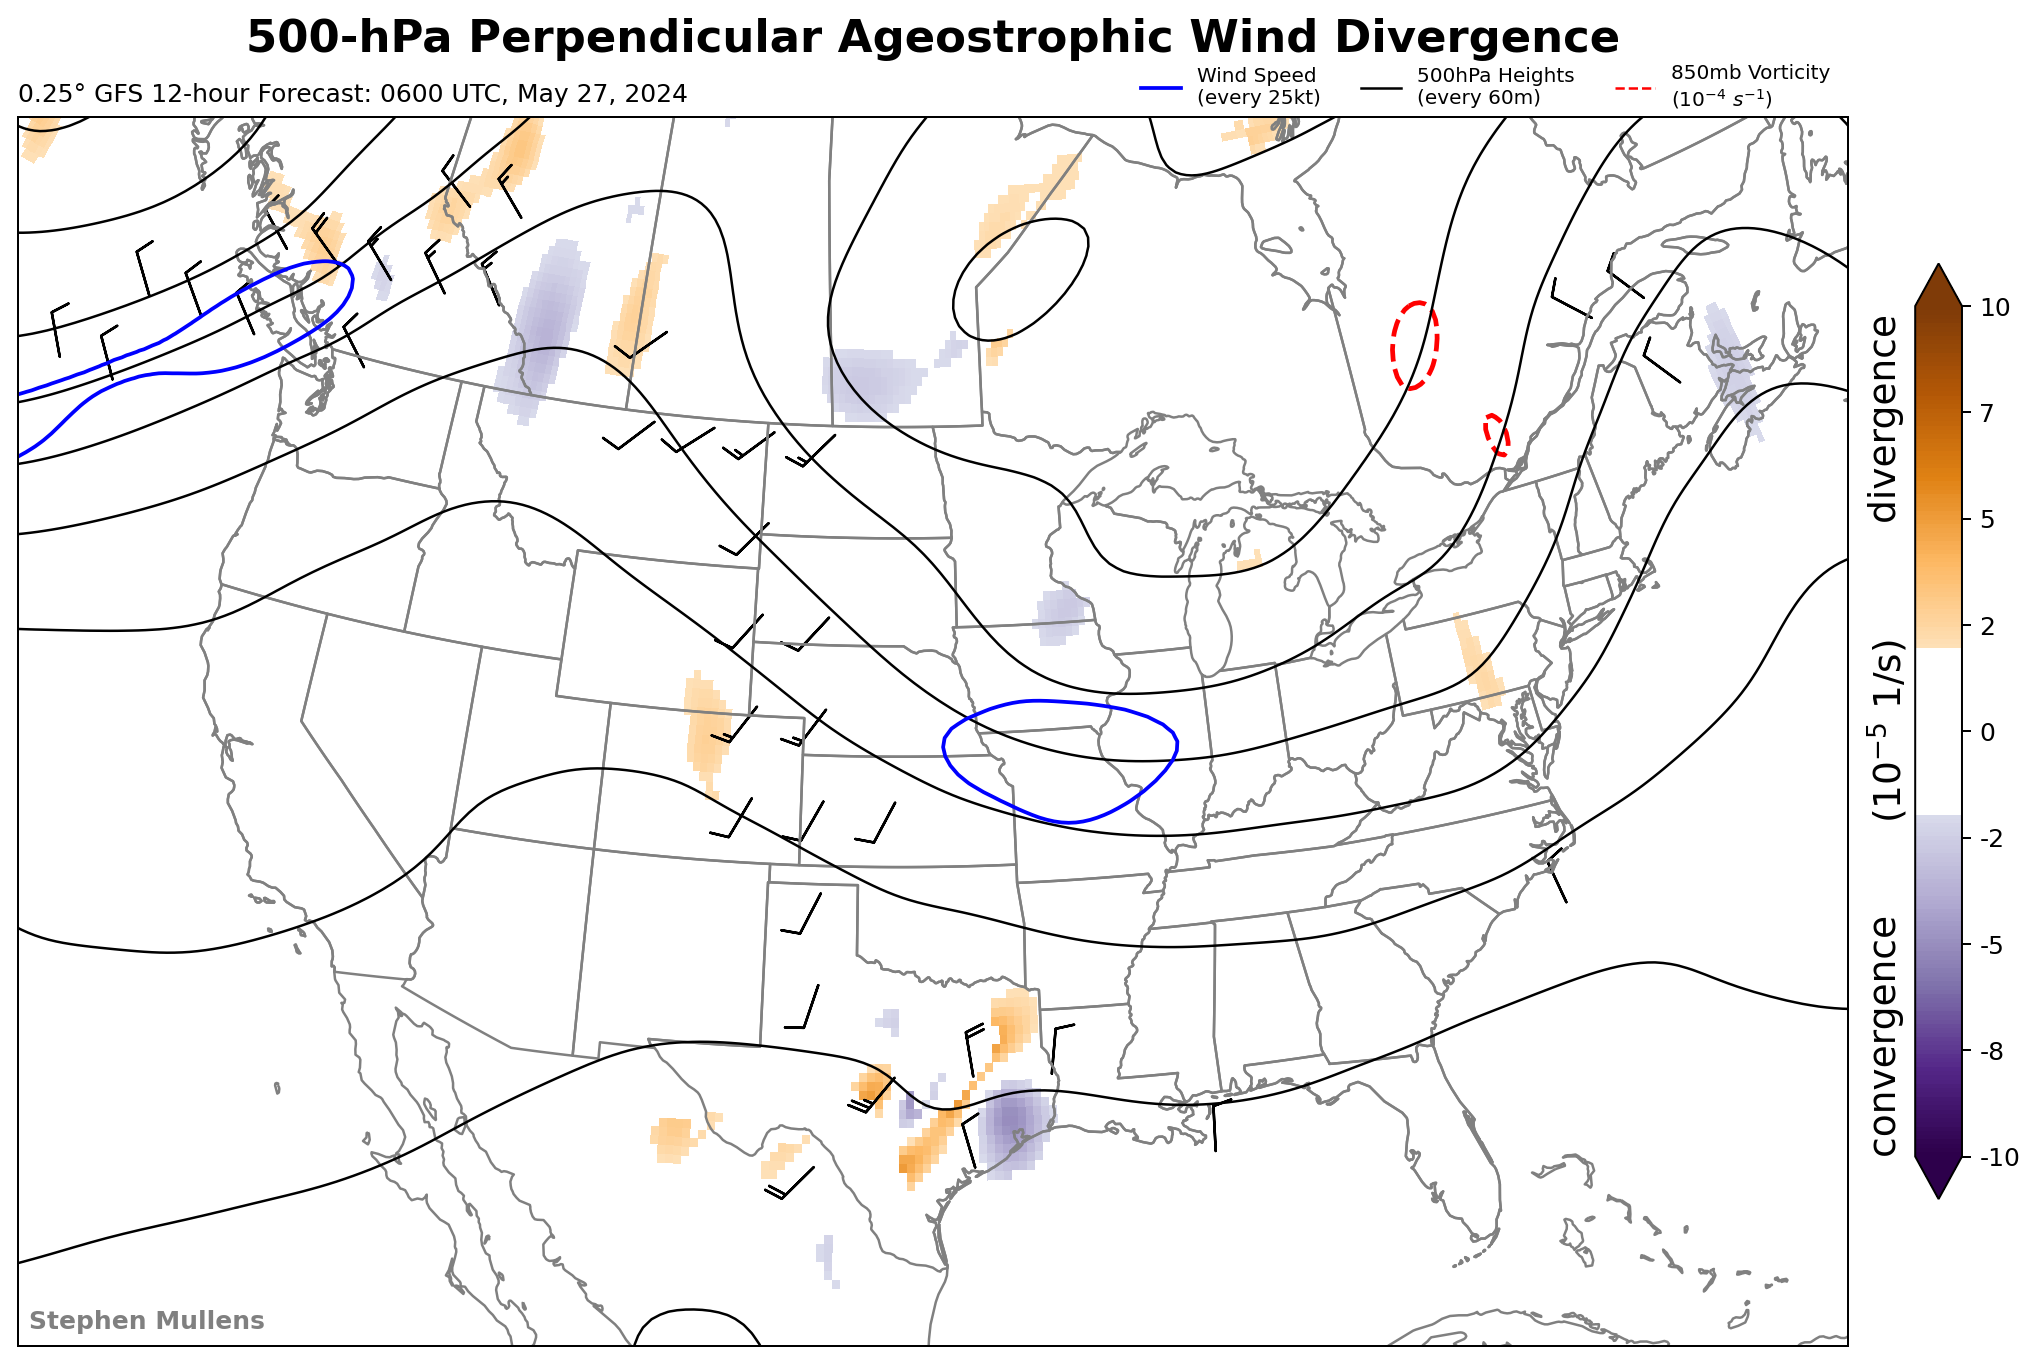 500-hPa Perpendicular Ageostrophic Wind Divergence
0.25° GFS 12-hour Forecast: 0600 UTC, May 27, 2024
Wind Speed
(every 25kt)
500hPa Heights
(every 60m)
850mb Vorticity
(10⁻⁴ s⁻¹)
10
7
5
2
0
-2
-5
-8
-10
convergence (10⁻⁵ 1/s) divergence
Stephen Mullens